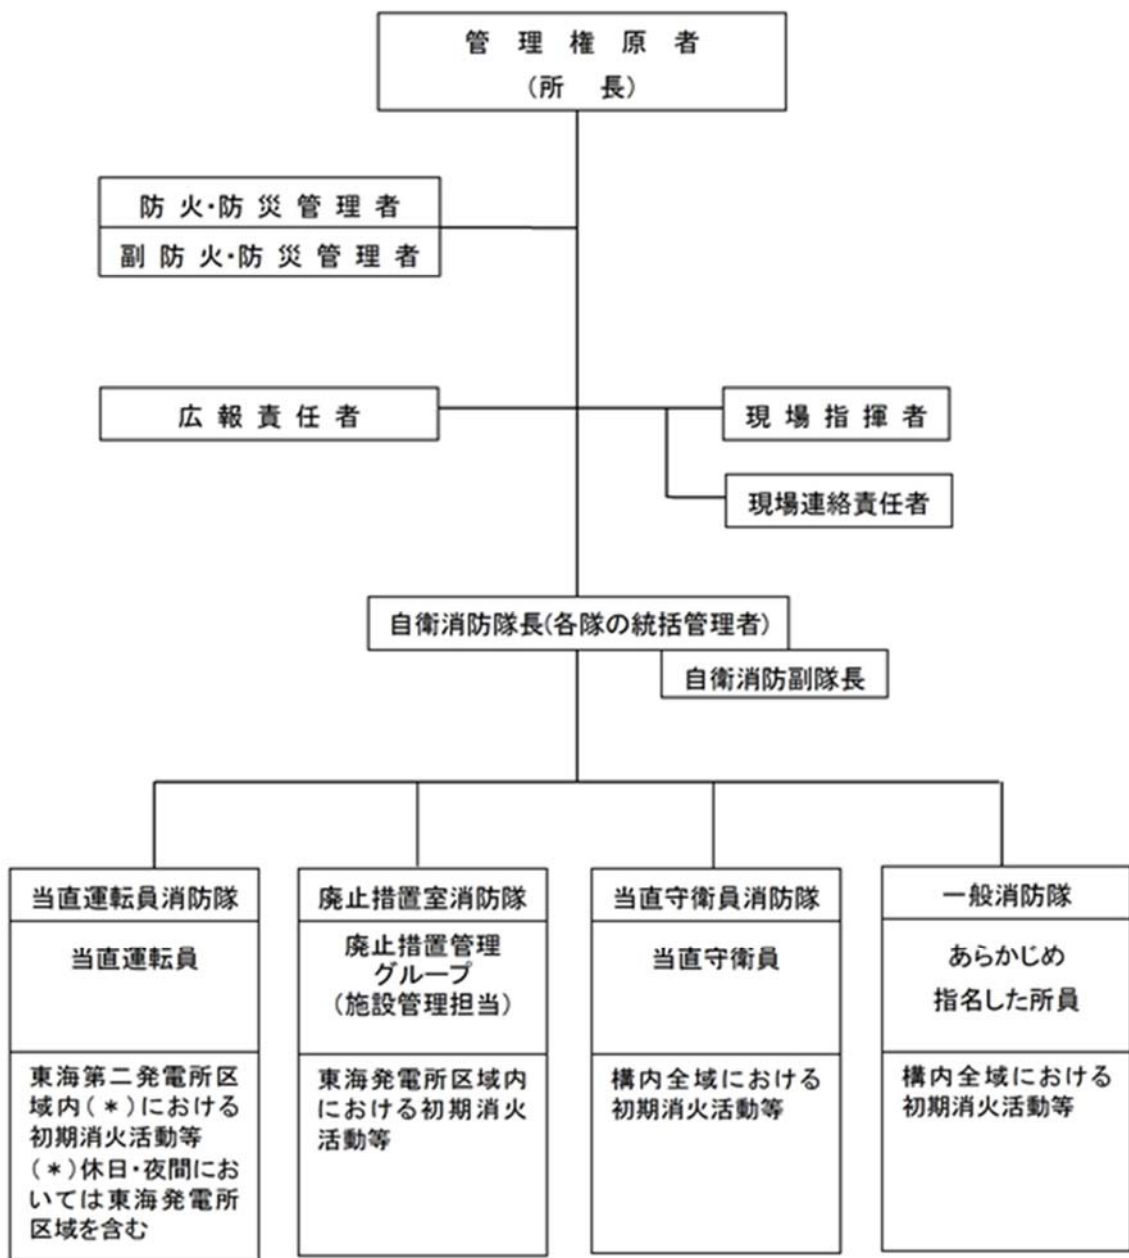 管理権原者
(所 長)
防火・防災管理者
副防火・防災管理者
広報責任者
現場指揮者
現場連絡責任者
自衛消防隊長(各隊の統括管理者)
自衛消防副隊長
当直運転員消防隊
当直運転員
東海第二発電所区
域内(*)における
初期消火活動等
(*)休日・夜間にお
いては東海発電所
区域を含む
廃止措置室消防隊
廃止措置管理
グループ
(施設管理担当)
東海発電所区域内
における初期消火
活動等
当直守衛員消防隊
当直守衛員
構内全域における
初期消火活動等
一般消防隊
あらかじめ
指名した所員
構内全域における
初期消火活動等